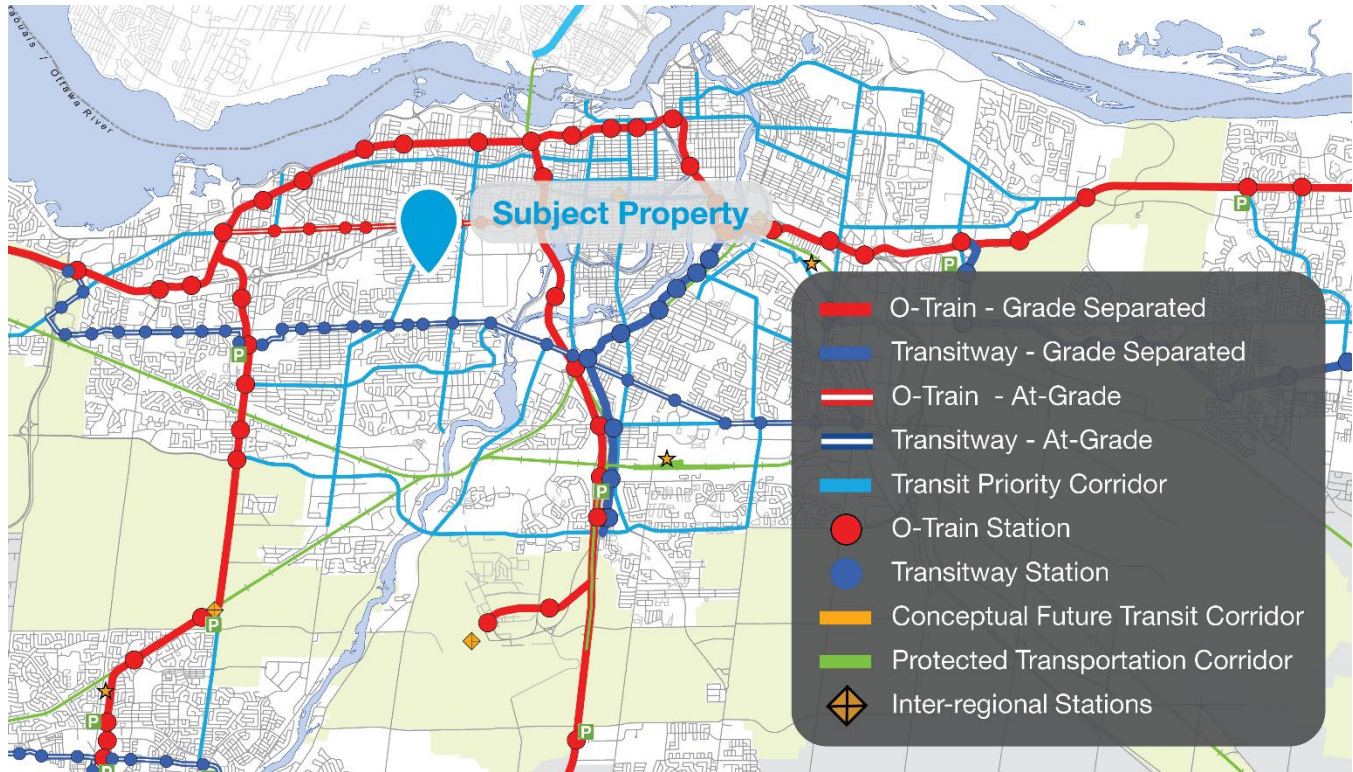 aouais / Ottawa River
Subject Property
P
P
P
P
P
P
P
P
O-Train - Grade Separated
Transitway - Grade Separated
O-Train - At-Grade
Transitway - At-Grade
Transit Priority Corridor
O-Train Station
Transitway Station
Conceptual Future Transit Corridor
Protected Transportation Corridor
Inter-regional Stations